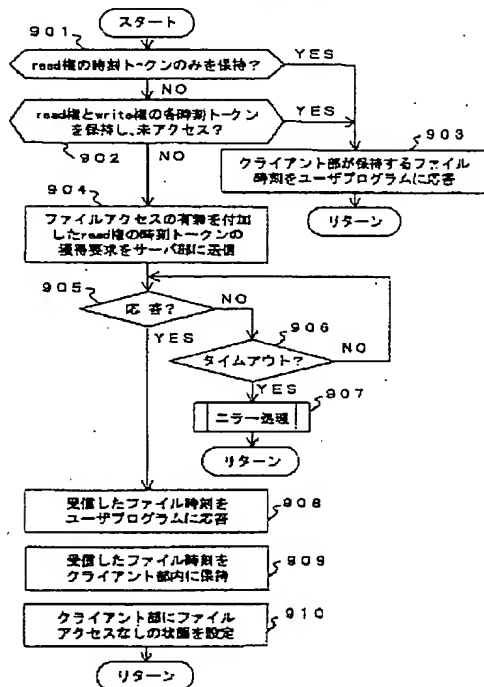 スタート
901
read権の時刻トークンのみを保持？
YES
NO
read権とwrite権の各時刻トークン
を保持し、未アクセス？
YES
902
NO
903
クライアント部が保持するファイル
時刻をユーザプログラムに応答
リターン
904
ファイルアクセスの有無を付加
したread権の時刻トークンの
獲得要求をサーバ部に送信
905
応答？
NO
YES
906
タイムアウト？
NO
YES
907
エラー処理
リターン
受信したファイル時刻を
ユーザプログラムに応答
908
受信したファイル時刻を
クライアント部内に保持
909
クライアント部にファイル
アクセスなしの状態を設定
910
リターン